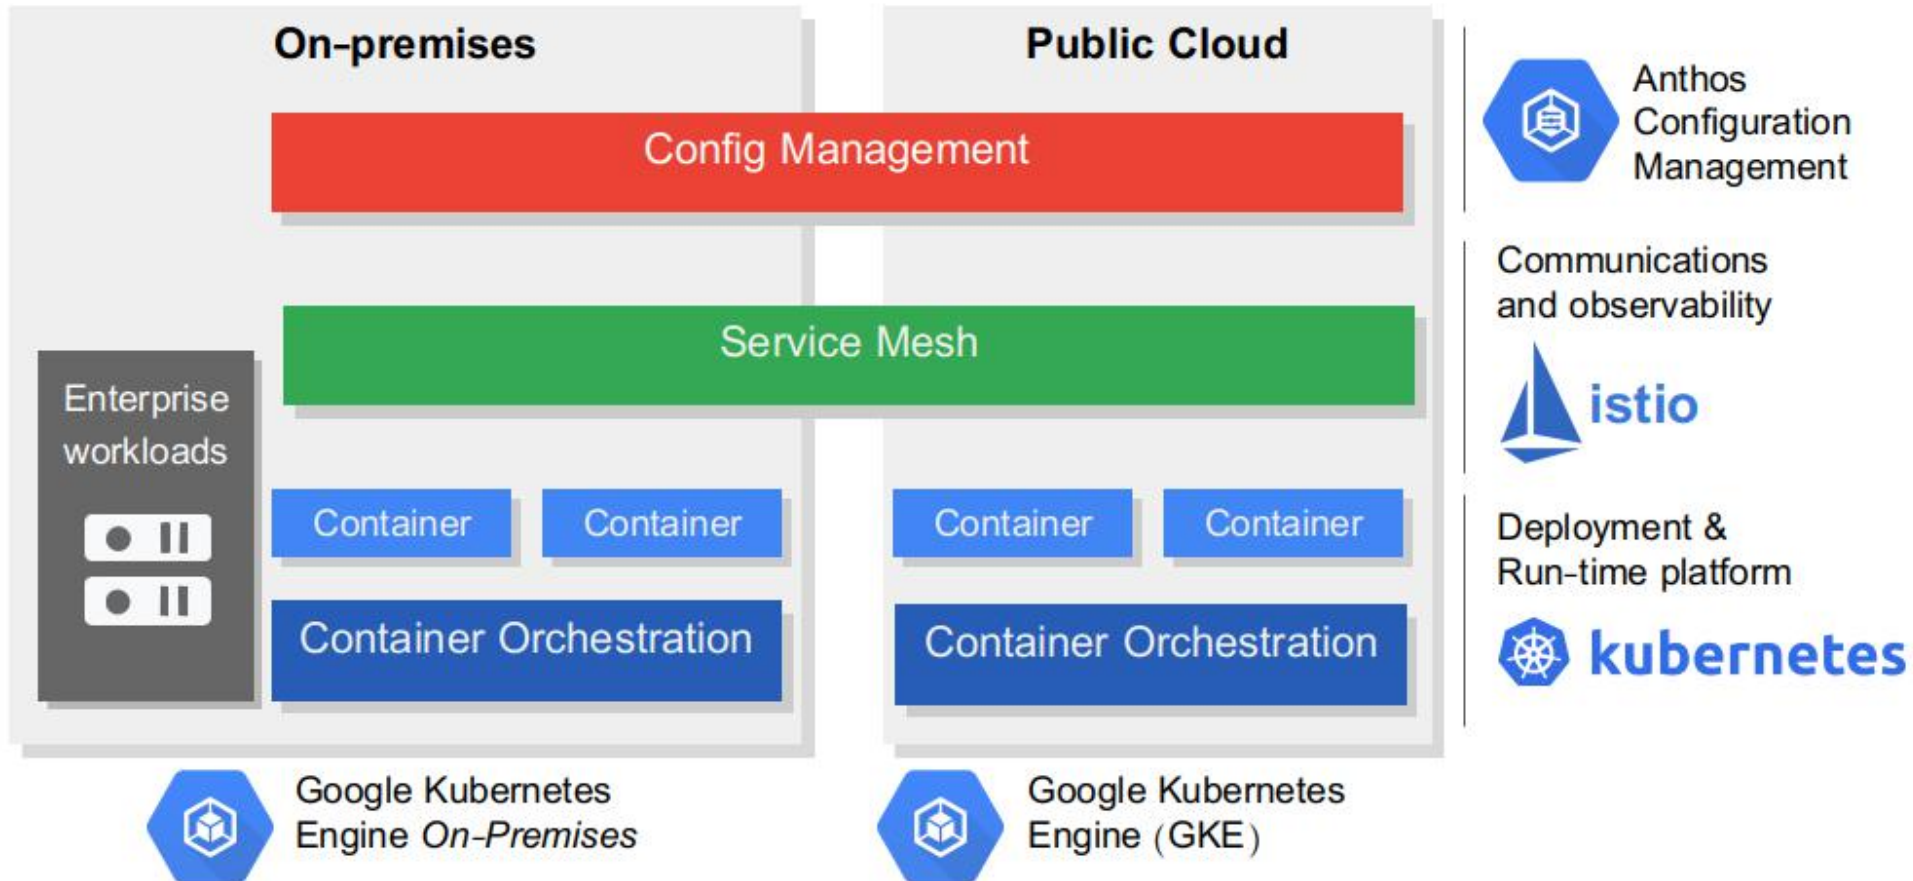 On-premises
Public Cloud
Config Management
Anthos
Configuration
Management
Service Mesh
Communications
and observability
istio
Enterprise
workloads
Container
Container
Container
Container
Container Orchestration
Container Orchestration
Deployment &
Run-time platform
kubernetes
Google Kubernetes
Engine On-Premises
Google Kubernetes
Engine (GKE)